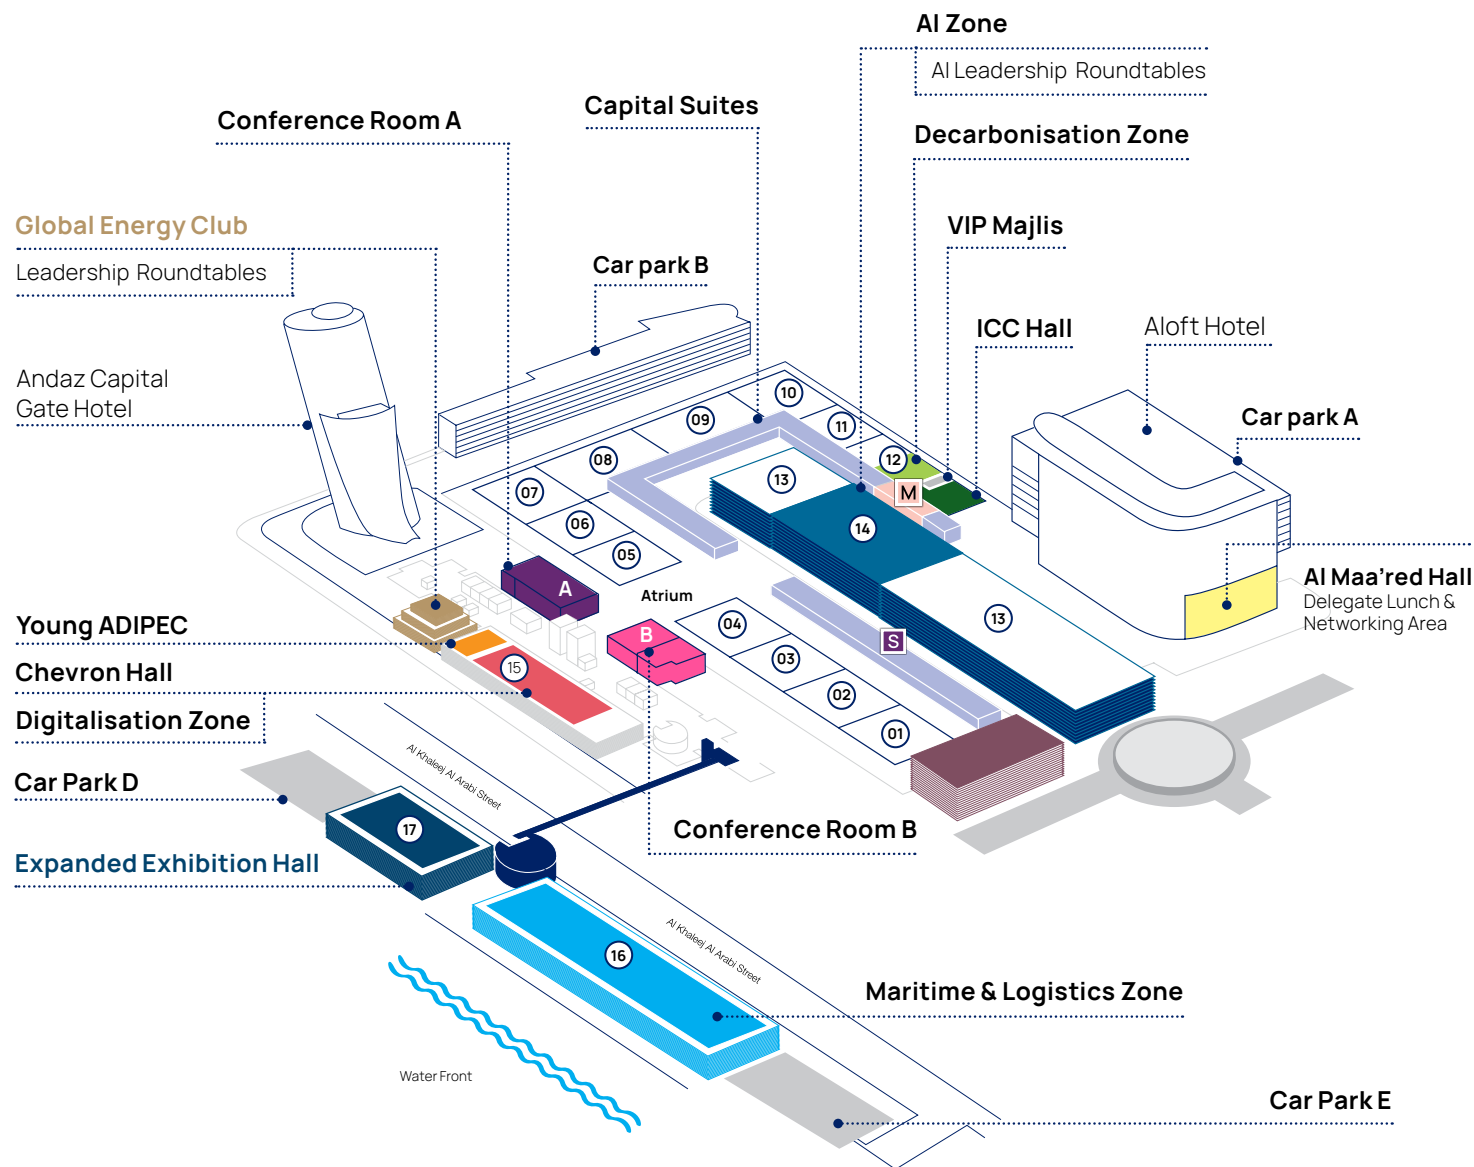 AI Zone
AI Leadership Roundtables
Capital Suites
Conference Room A
Decarbonisation Zone
Global Energy Club
VIP Majlis
Leadership Roundtables
Car park B
ICC Hall
Aloft Hotel
Andaz Capital
Gate Hotel
Car park A
10
09
11
08
12
07
13
M
06
14
05
A
Atrium
Al Maa'red Hall
Delegate Lunch &
Networking Area
Young ADIPEC
04
B
13
S
03
15
Chevron Hall
02
Digitalisation Zone
01
Al Khaleej Al Arabi Street
Car Park D
17
Conference Room B
Expanded Exhibition Hall
Al Khaleej Al Arabi Street
16
Maritime & Logistics Zone
Water Front
Car Park E